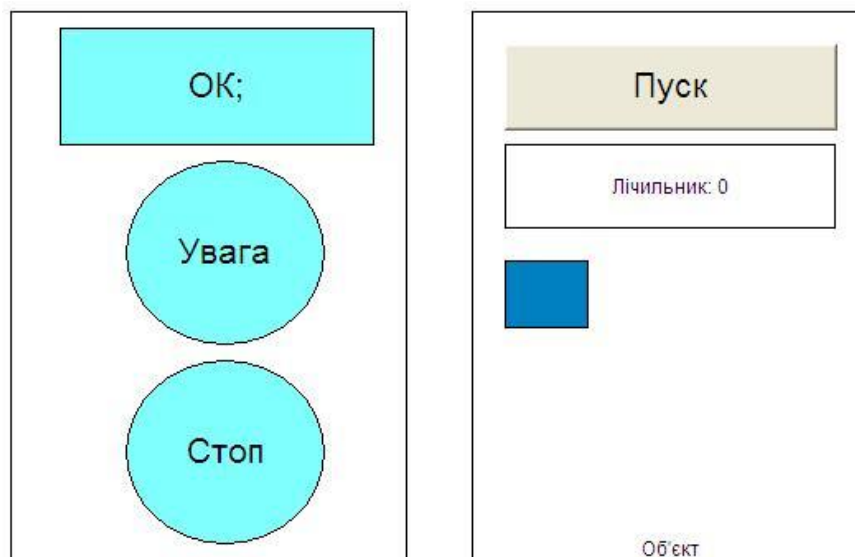 ОК;
Увага
Стоп
Пуск
Лічильник: 0
Об'єкт